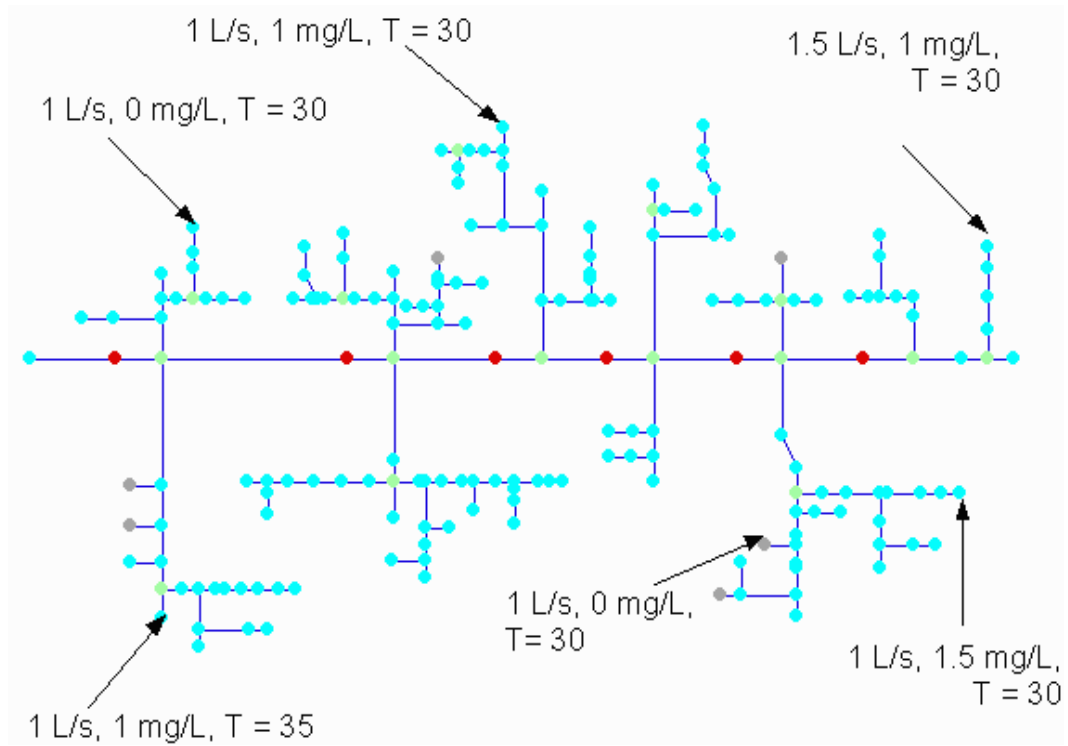 1 L/s, 1 mg/L, T = 30
1.5 L/s, 1 mg/L,
T = 30
1 L/s, 0 mg/L, T = 30
1 L/s, 0 mg/L,
T= 30
1 L/s, 1.5 mg/L,
T = 30
1 L/s, 1 mg/L, T = 35